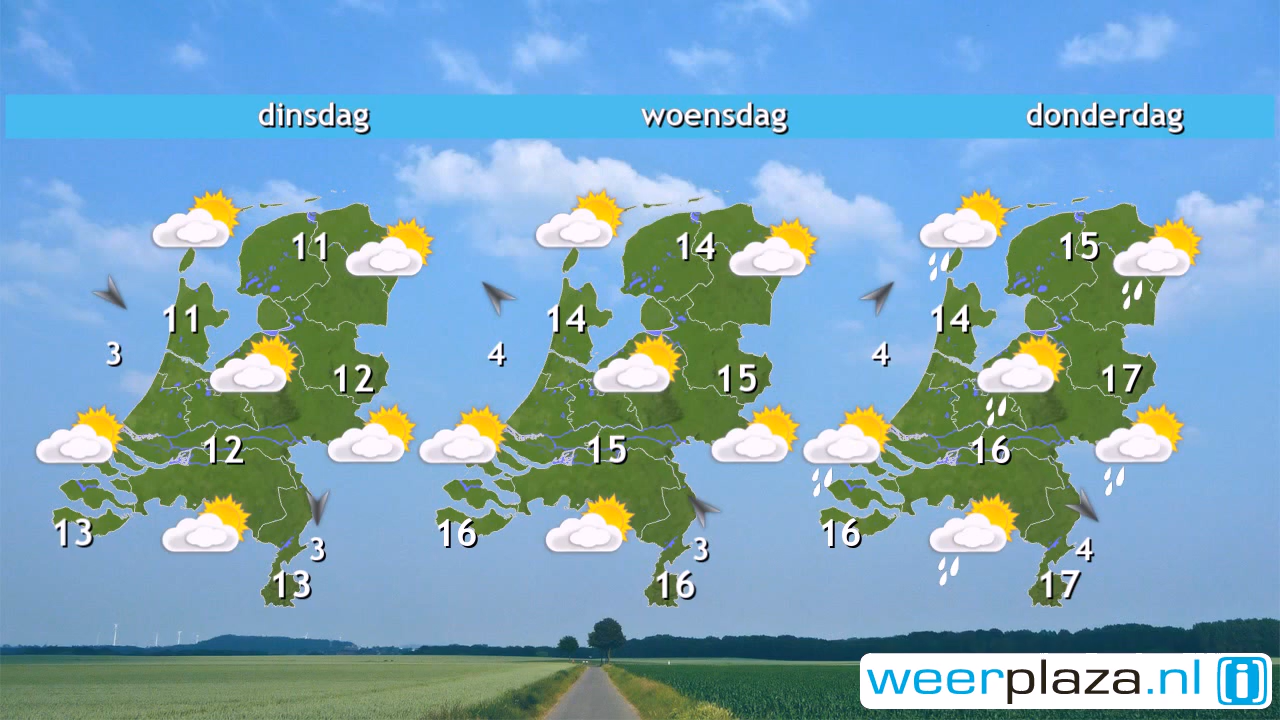 dinsdag woensdag donderdag
11 14 15
11 14 14
3 4 4
12 15 17
12 15 16
13 16 16
3 3 4
13 16 17
weerplaza.nl (i)